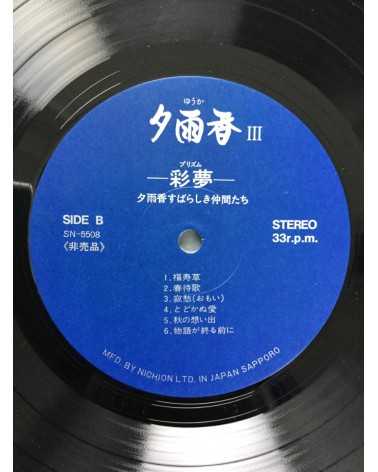 ゆうか
夕雨香 III
プリズム
―彩夢―
夕雨香すばらしき仲間たち
SIDE B
SN-5508
《非売品》
STEREO
33r.p.m.
1.福寿草
2.春待歌
3.寂愁(おもい)
4.とどかぬ愛
5.秋の想い出
6.物語が終る前に
MFD. BY NICHION LTD. IN JAPAN SAPPORO